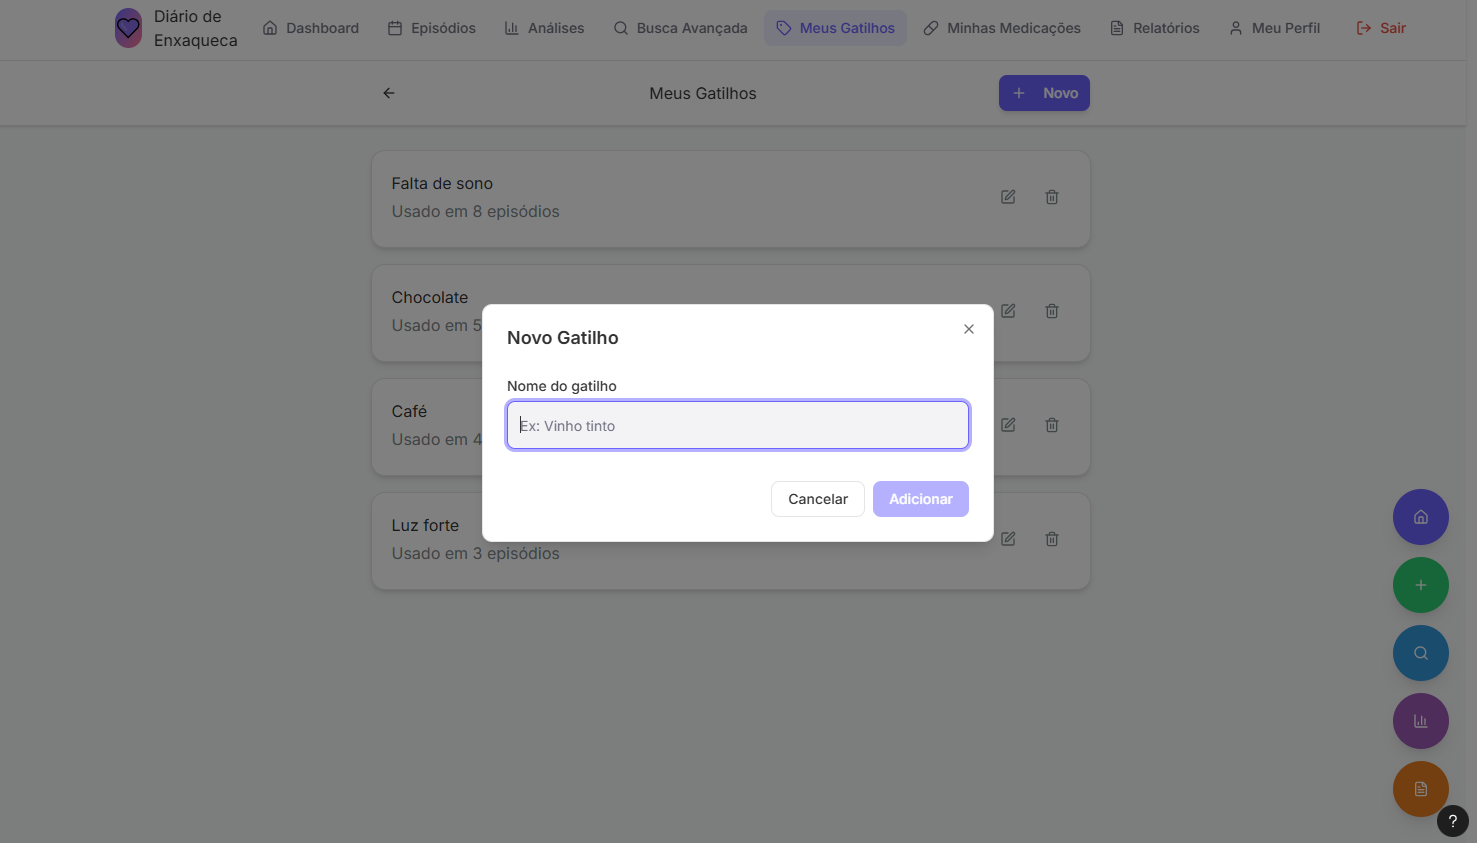 Diário de
Enxaqueca
Dashboard
Episódios
Análises
Busca Avançada
Meus Gatilhos
Minhas Medicações
Relatórios
Meu Perfil
Sair
Meus Gatilhos
Novo
Falta de sono
Usado em 8 episódios
Chocolate
Usado em 5
Café
Usado em 4
Luz forte
Usado em 3 episódios
Novo Gatilho
Nome do gatilho
Ex: Vinho tinto
Cancelar
Adicionar
?